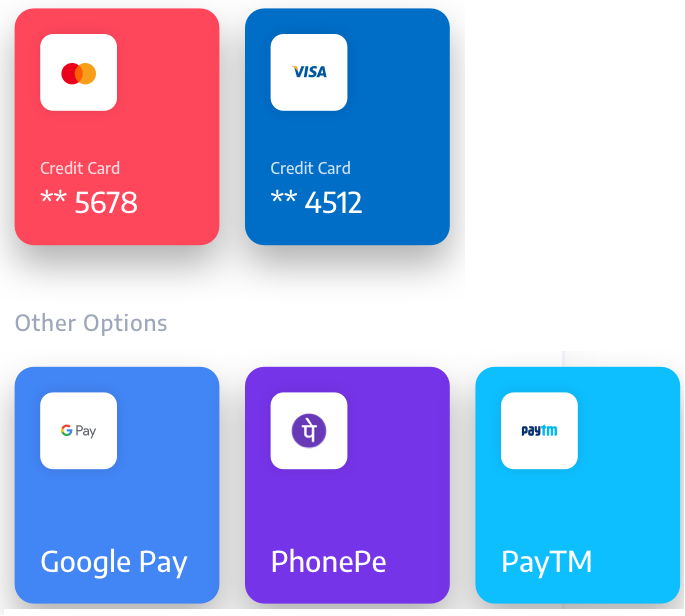 VISA
Credit Card
** 5678
Credit Card
** 4512
Other Options
G Pay
पे
paytm
Google Pay
PhonePe
PayTM